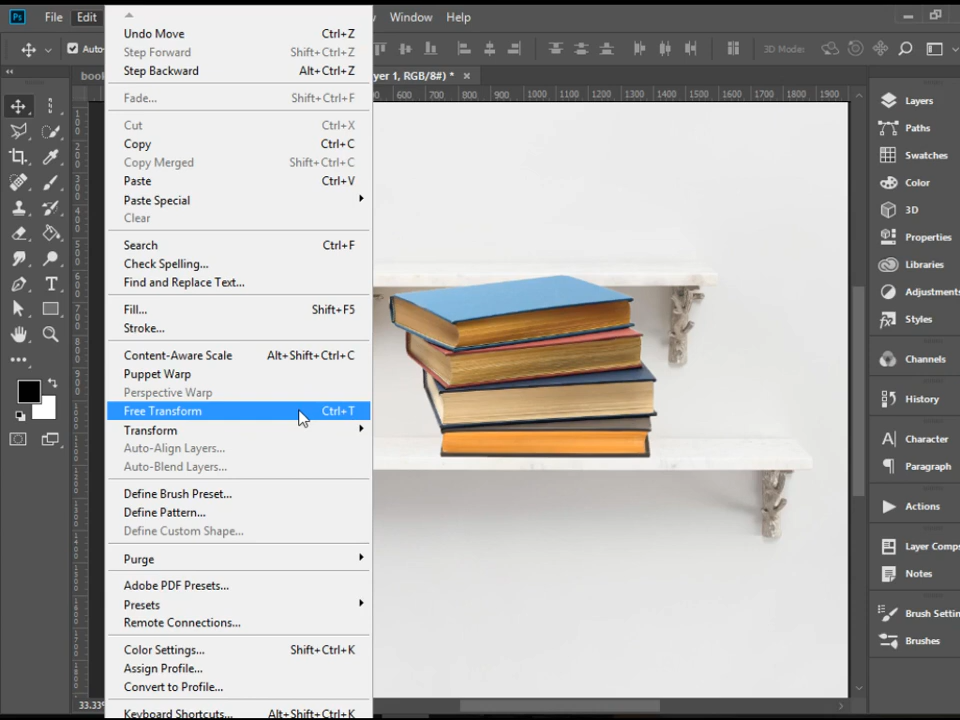 Ps File Edit Window Help
Auto- 3D Mode:
book yer 1, RGB/8#) * ×
600 700 800 900 1000 1100 1200 1300 1400 1500 1600 1700 1800 1900
Undo Move Ctrl+Z
Step Forward Shift+Ctrl+Z
Step Backward Alt+Ctrl+Z
Fade... Shift+Ctrl+F
Cut Ctrl+X
Copy Ctrl+C
Copy Merged Shift+Ctrl+C
Paste Ctrl+V
Paste Special
Clear
Search Ctrl+F
Check Spelling...
Find and Replace Text...
Fill... Shift+F5
Stroke...
Content-Aware Scale Alt+Shift+Ctrl+C
Puppet Warp
Perspective Warp
Free Transform Ctrl+T
Transform
Auto-Align Layers...
Auto-Blend Layers...
Define Brush Preset...
Define Pattern...
Define Custom Shape...
Purge
Adobe PDF Presets...
Presets
Remote Connections...
Color Settings... Shift+Ctrl+K
Assign Profile...
Convert to Profile...
Keyboard Shortcuts... Alt+Shift+Ctrl+K
33.33%
Layers
Paths
Swatches
Color
3D
Properties
Libraries
Adjustments
Styles
Channels
History
Character
Paragraph
Actions
Layer Comps
Notes
Brush Settin
Brushes